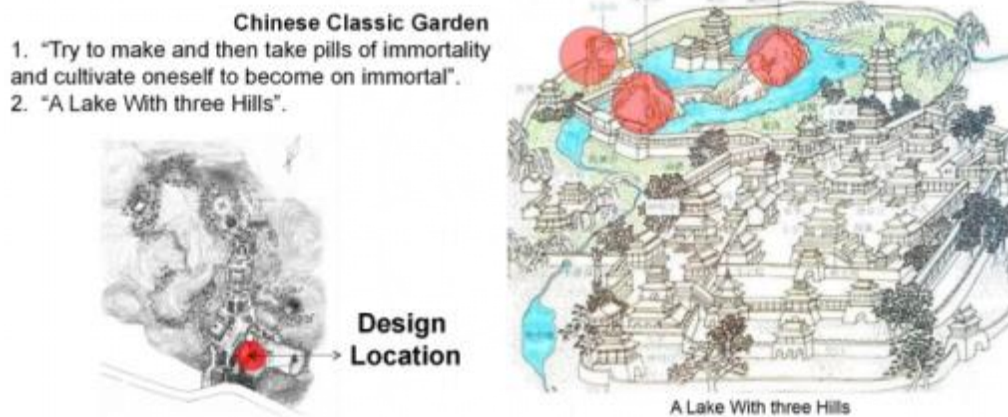 Chinese Classic Garden
1. "Try to make and then take pills of immortality
and cultivate oneself to become on immortal".
2. "A Lake With three Hills".
Design
Location
A Lake With three Hills